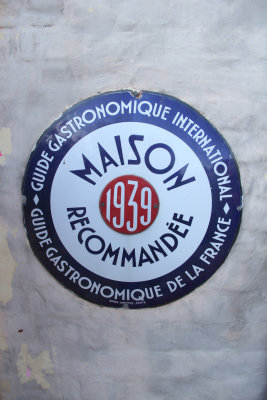 GUIDE GASTRONOMIQUE INTERNATIONAL
MAISON
1939
RECOMMANDÉE
GUIDE GASTRONOMIQUE DE LA FRANCE